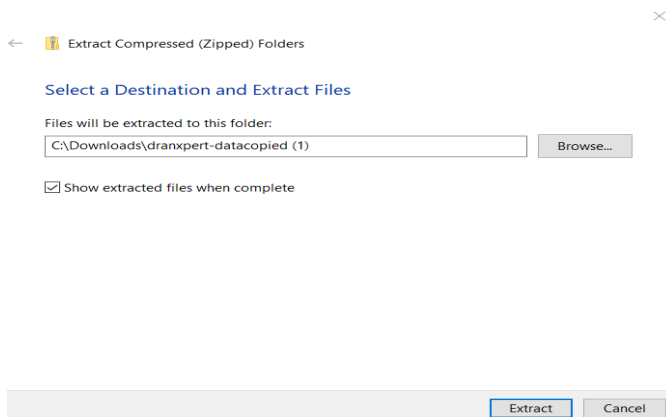 Extract Compressed (Zipped) Folders
Select a Destination and Extract Files
Files will be extracted to this folder:
C:\Downloads\dranxpert-datacopied (1)
Browse...
Show extracted files when complete
Extract
Cancel